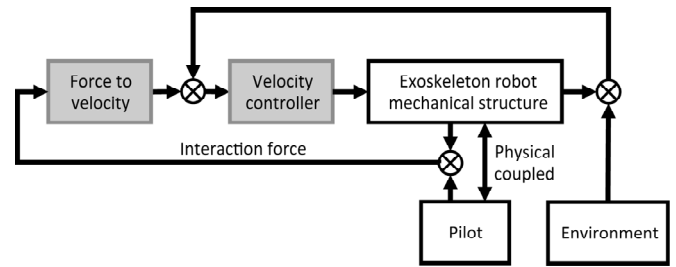 Force to
velocity
Velocity
controller
Exoskeleton robot
mechanical structure
Interaction force
Physical
coupled
Pilot
Environment